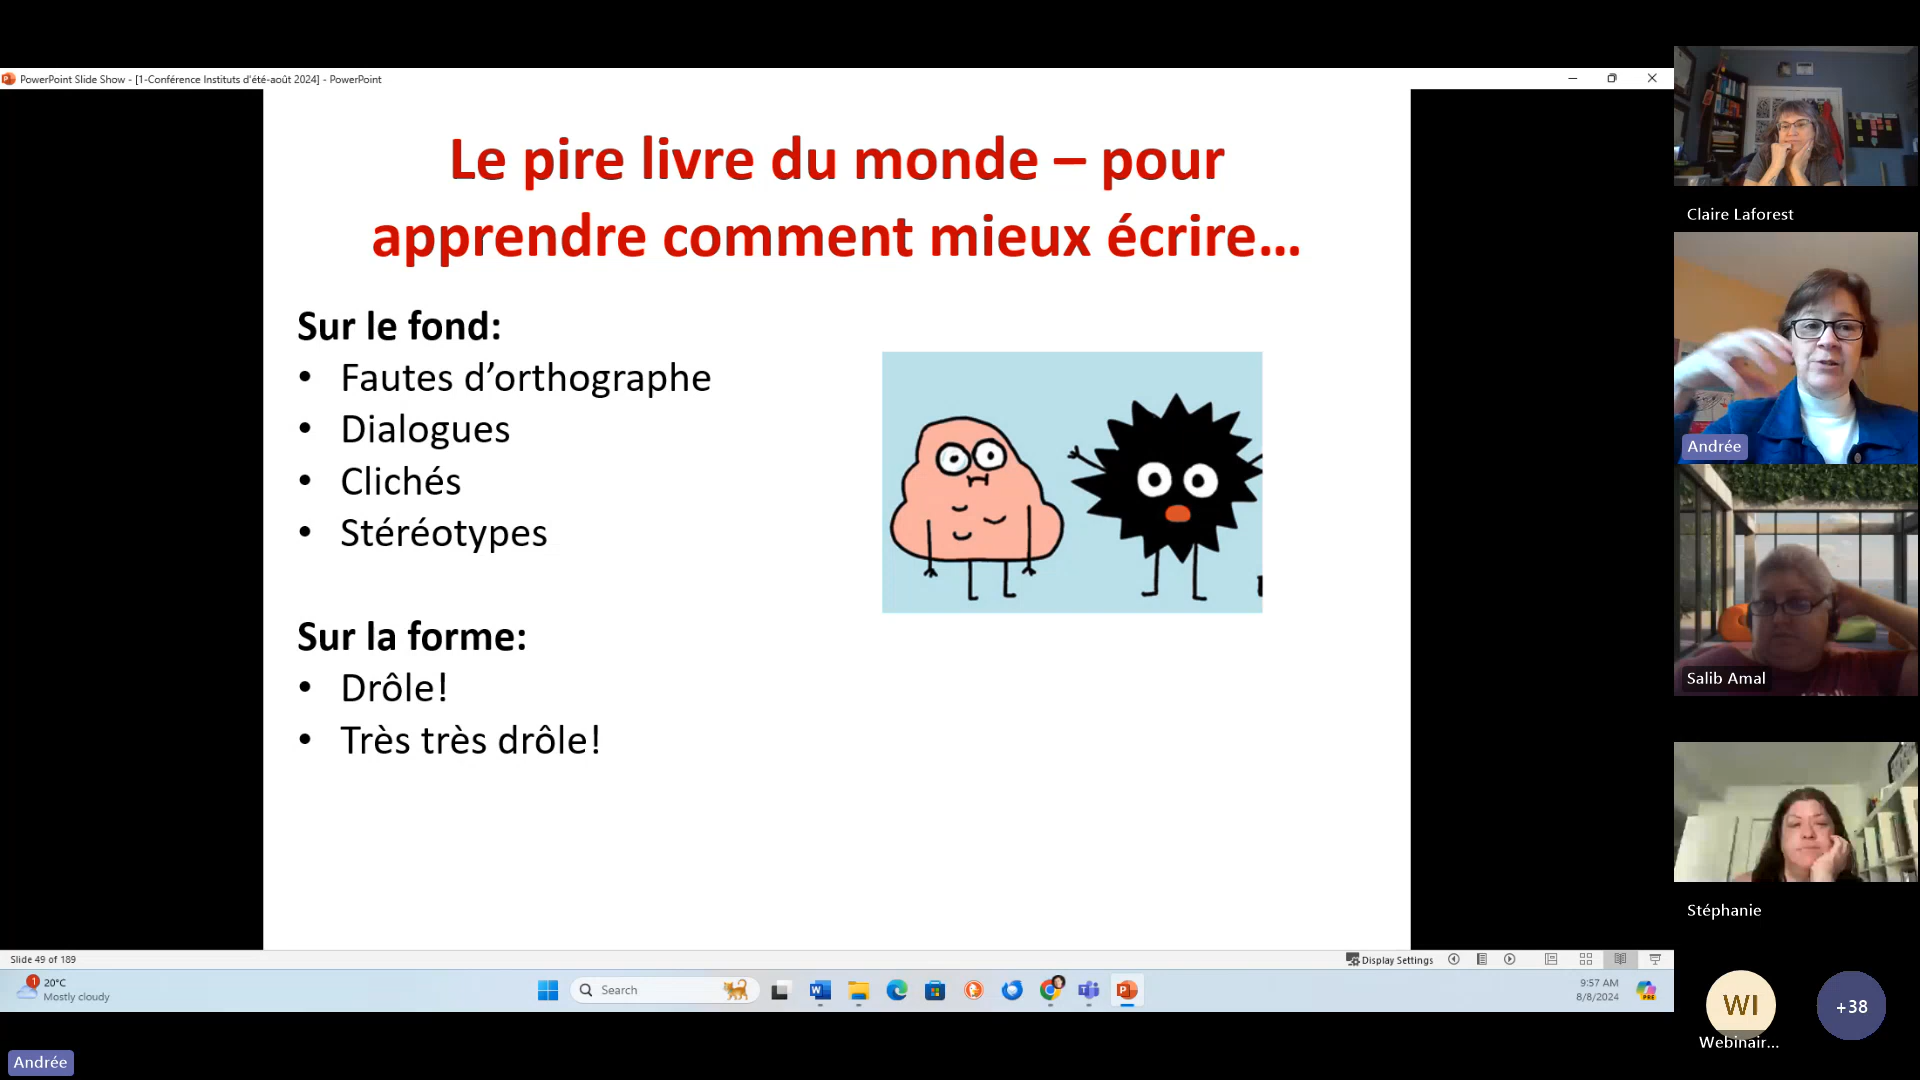 PowerPoint Slide Show - [1-Conférence Instituts d'été-août 2024] - PowerPoint
Le pire livre du monde – pour
apprendre comment mieux écrire...
Sur le fond:
• Fautes d’orthographe
• Dialogues
• Clichés
• Stéréotypes
Sur la forme:
• Drôle!
• Très très drôle!
Slide 49 of 189
Display Settings
1
20°C
Mostly cloudy
Search
9:57 AM
8/8/2024
Andrée
Claire Laforest
Andrée
Salib Amal
Stéphanie
WI
Webinair...
+38